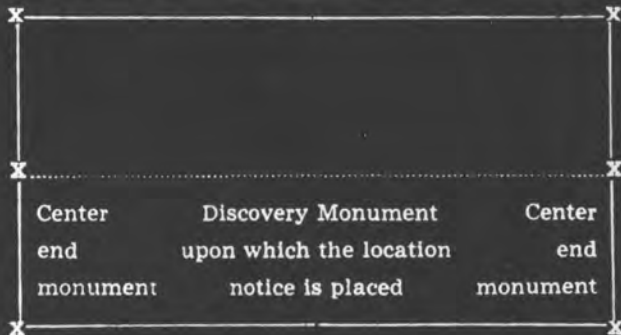 X X
X X
Center Discovery Monument Center
end upon which the location end
monument notice is placed monument
X X